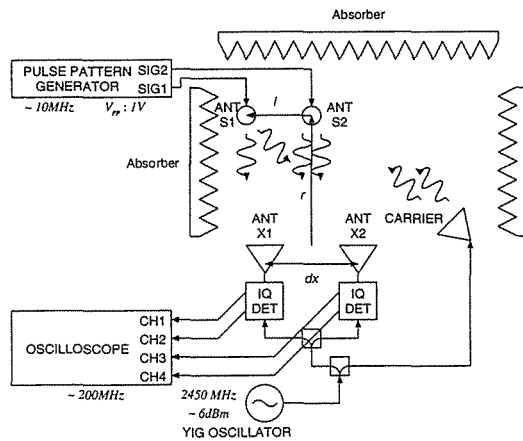 Absorber
PULSE PATTERN
GENERATOR
SIG2
SIG1
~ 10MHz
Vpp : 1V
ANT
S1
l
ANT
S2
Absorber
r
CARRIER
ANT
X1
ANT
X2
dx
IQ
DET
IQ
DET
OSCILLOSCOPE
CH1
CH2
CH3
CH4
~ 200MHz
2450 MHz
~ 6dBm
YIG OSCILLATOR